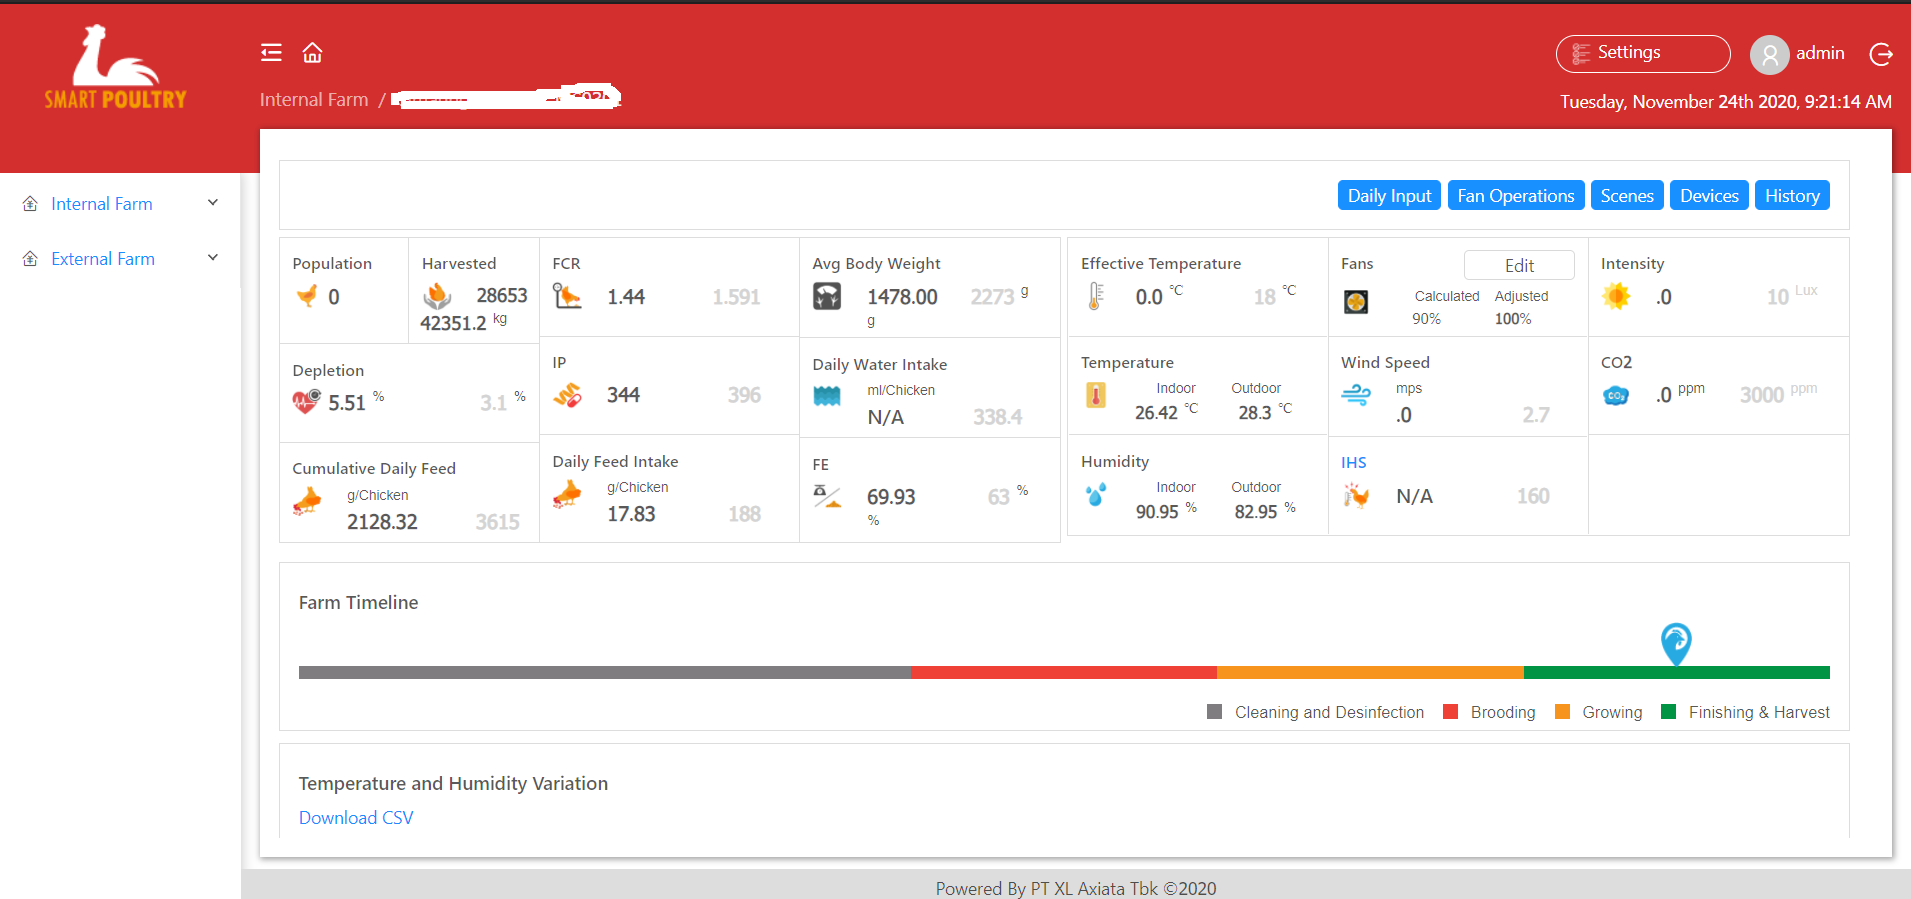 SMART POULTRY
Settings
admin
Internal Farm /
Tuesday, November 24th 2020, 9:21:14 AM
Internal Farm
External Farm
Daily Input
Fan Operations
Scenes
Devices
History
Population
0
Harvested
28653
42351.2 kg
FCR
1.44 1.591
Avg Body Weight
1478.00 g 2273 g
Depletion
5.51 % 3.1 %
IP
344 396
Daily Water Intake
ml/Chicken
N/A 338.4
Cumulative Daily Feed
g/Chicken
2128.32 3615
Daily Feed Intake
g/Chicken
17.83 188
FE
69.93 % 63 %
Effective Temperature
0.0 °C 18 °C
Fans
Edit
Calculated Adjusted
90% 100%
Intensity
.0 10 Lux
Temperature
Indoor Outdoor
26.42 °C 28.3 °C
Wind Speed
mps
.0 2.7
CO2
CO2
.0 ppm 3000 ppm
Humidity
Indoor Outdoor
90.95 % 82.95 %
IHS
N/A 160
Farm Timeline
Cleaning and Desinfection Brooding Growing Finishing & Harvest
Temperature and Humidity Variation
Download CSV
Powered By PT XL Axiata Tbk ©2020